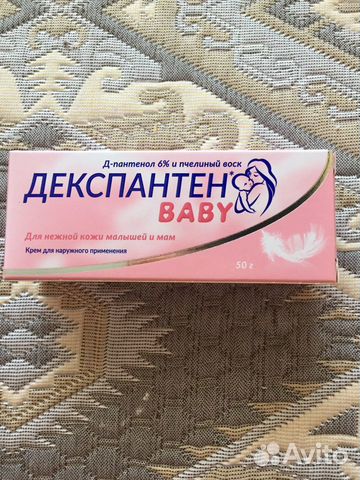 Д-пантенол 6% и пчелиный воск
ДЕКСПАНТЕН*
BABY
Для нежной кожи малышей и мам
Крем для наружного применения
50 г
Avito